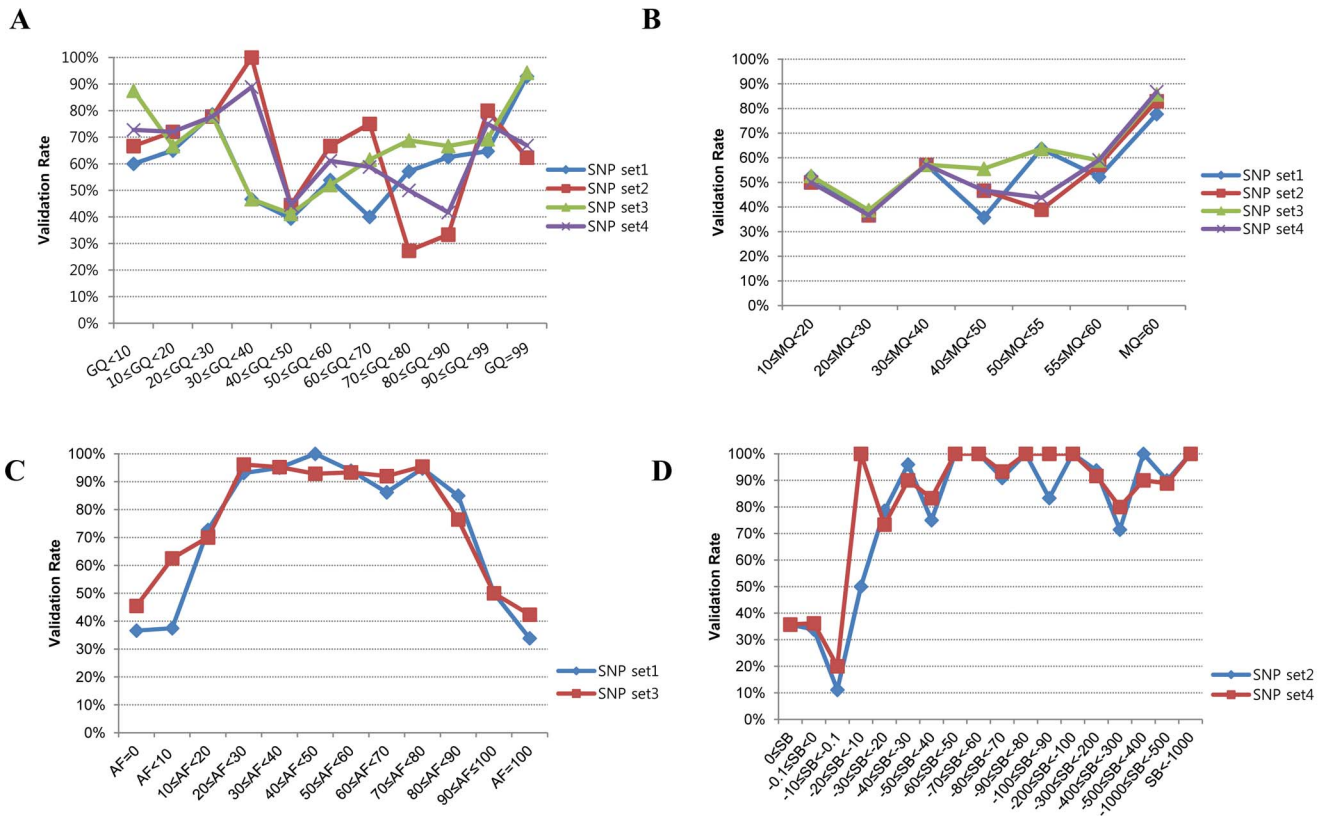 A
100%
90%
80%
70%
60%
50%
40%
30%
20%
10%
0%
Validation Rate
GQ<10
10≤GQ<20
20≤GQ<30
30≤GQ<40
40≤GQ<50
50≤GQ<60
60≤GQ<70
70≤GQ<80
80≤GQ<90
90≤GQ<99
GQ=99
SNP set1
SNP set2
SNP set3
SNP set4
B
100%
90%
80%
70%
60%
50%
40%
30%
20%
10%
0%
Validation Rate
10≤MQ<20
20≤MQ<30
30≤MQ<40
40≤MQ<50
50≤MQ<55
55≤MQ<60
MQ=60
SNP set1
SNP set2
SNP set3
SNP set4
C
100%
90%
80%
70%
60%
50%
40%
30%
20%
10%
0%
Validation Rate
AF=0
AF<10
10≤AF<20
20≤AF<30
30≤AF<40
40≤AF<50
50≤AF<60
60≤AF<70
70≤AF<80
80≤AF<90
90≤AF≤100
AF=100
SNP set1
SNP set3
D
100%
90%
80%
70%
60%
50%
40%
30%
20%
10%
0%
Validation Rate
0≤SB
-0.1≤SB<0
-10≤SB<-0.1
-20≤SB<-10
-30≤SB<-20
-40≤SB<-30
-50≤SB<-40
-60≤SB<-50
-70≤SB<-60
-80≤SB<-70
-90≤SB<-80
-100≤SB<-90
-200≤SB<-100
-300≤SB<-200
-400≤SB<-300
-500≤SB<-400
-1000≤SB<-500
SB<-1000
SNP set2
SNP set4